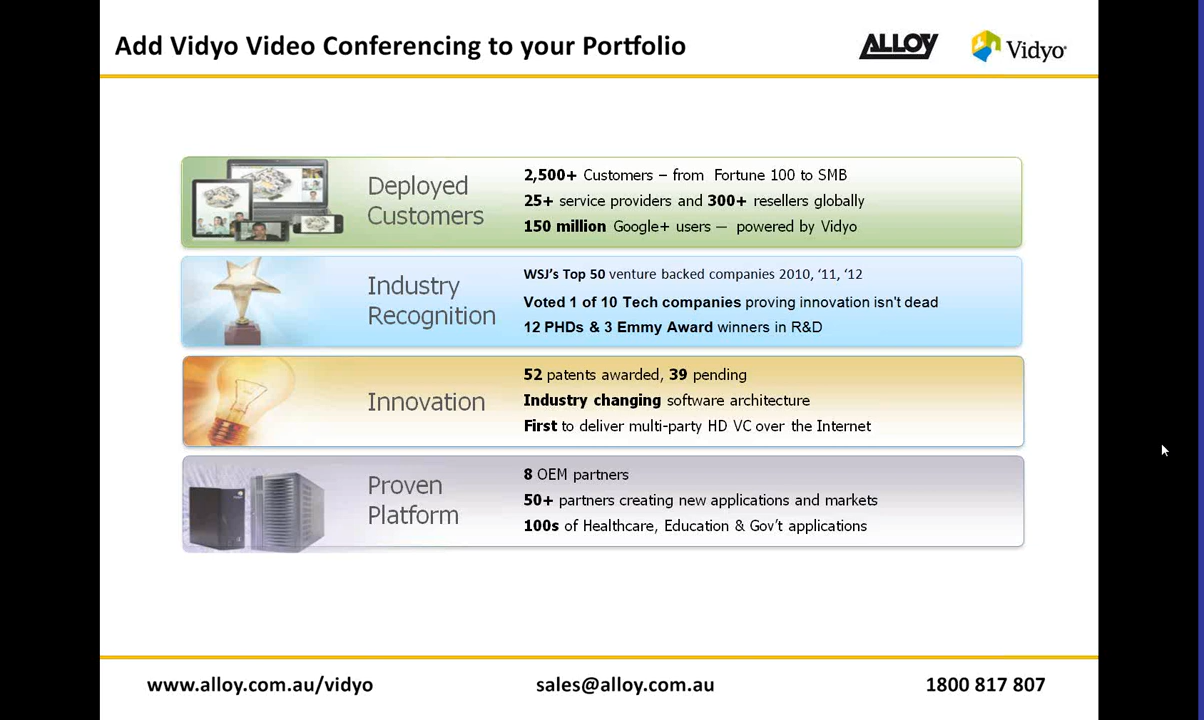 Add Vidyo Video Conferencing to your Portfolio
ALLOY
Vidyo
Deployed
Customers
2,500+ Customers – from Fortune 100 to SMB
25+ service providers and 300+ resellers globally
150 million Google+ users — powered by Vidyo
Industry
Recognition
WSJ's Top 50 venture backed companies 2010, ‘11, ‘12
Voted 1 of 10 Tech companies proving innovation isn't dead
12 PHDs & 3 Emmy Award winners in R&D
Innovation
52 patents awarded, 39 pending
Industry changing software architecture
First to deliver multi-party HD VC over the Internet
Proven
Platform
8 OEM partners
50+ partners creating new applications and markets
100s of Healthcare, Education & Gov’t applications
www.alloy.com.au/vidyo
sales@alloy.com.au
1800 817 807